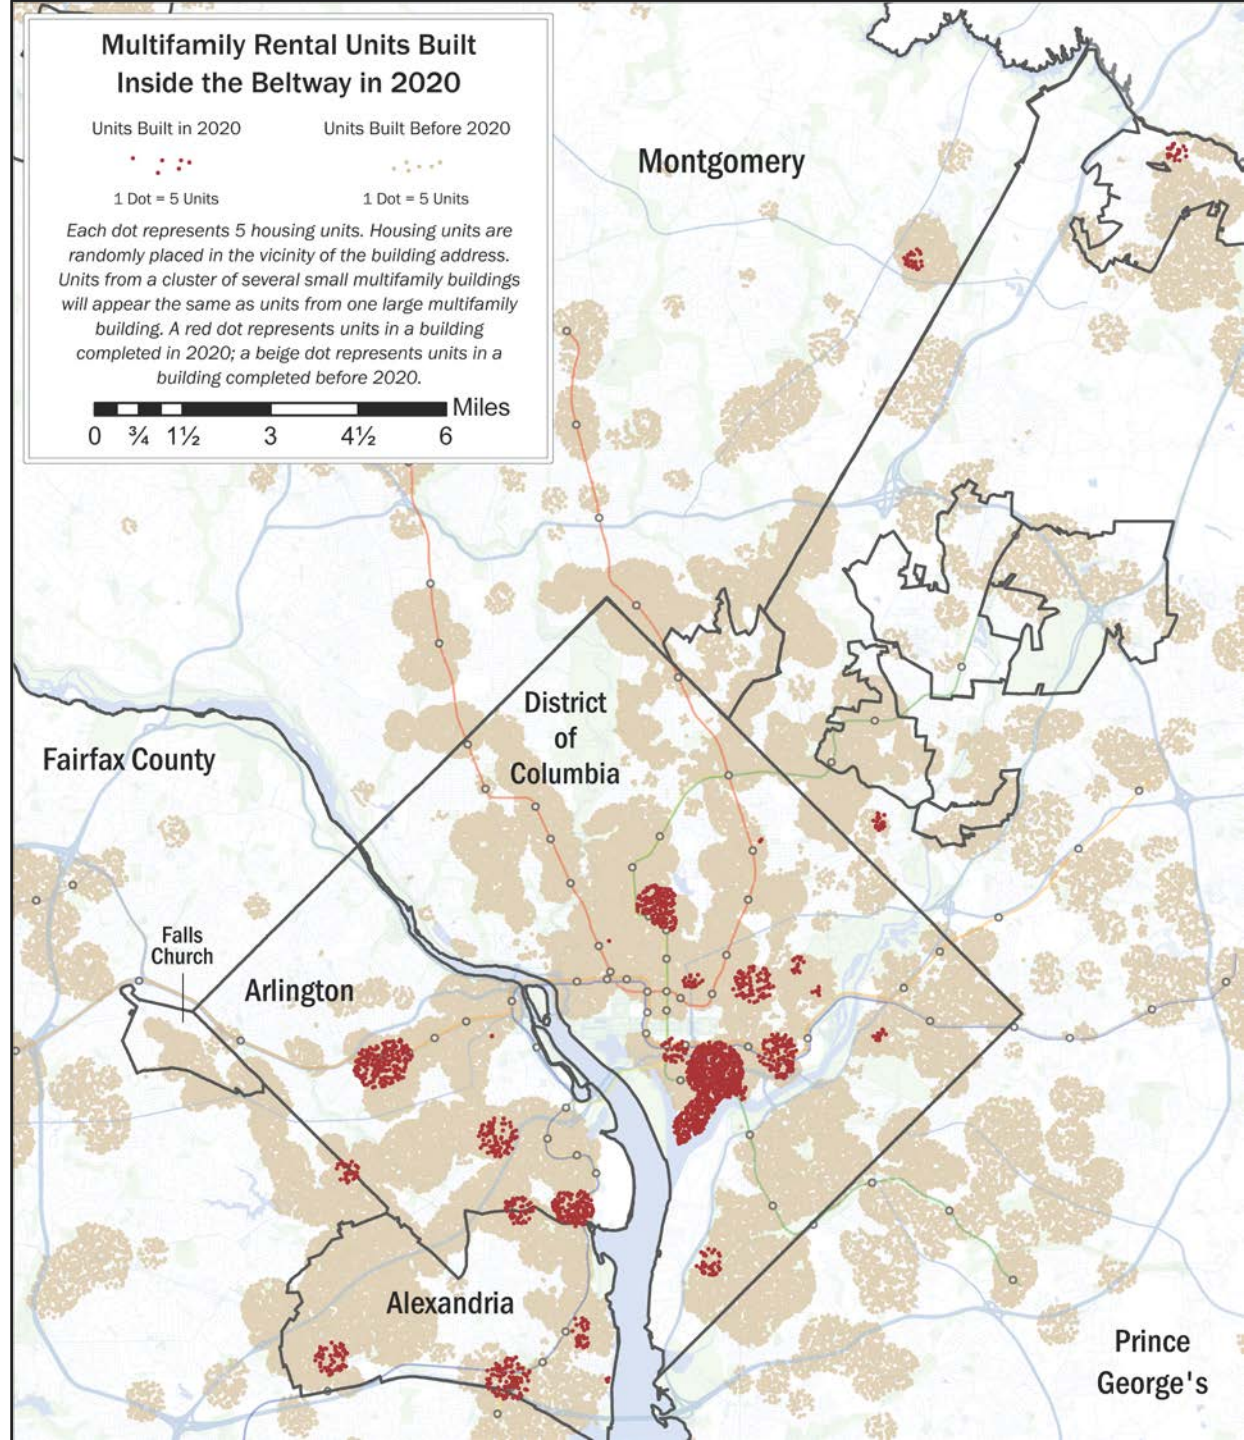 Multifamily Rental Units Built
Inside the Beltway in 2020
Units Built in 2020
Units Built Before 2020
1 Dot = 5 Units
1 Dot = 5 Units
Each dot represents 5 housing units. Housing units are
randomly placed in the vicinity of the building address.
Units from a cluster of several small multifamily buildings
will appear the same as units from one large multifamily
building. A red dot represents units in a building
completed in 2020; a beige dot represents units in a
building completed before 2020.
Miles
0 ¾ 1½ 3 4½ 6
Montgomery
District
of
Columbia
Fairfax County
Falls
Church
Arlington
Alexandria
Prince
George's